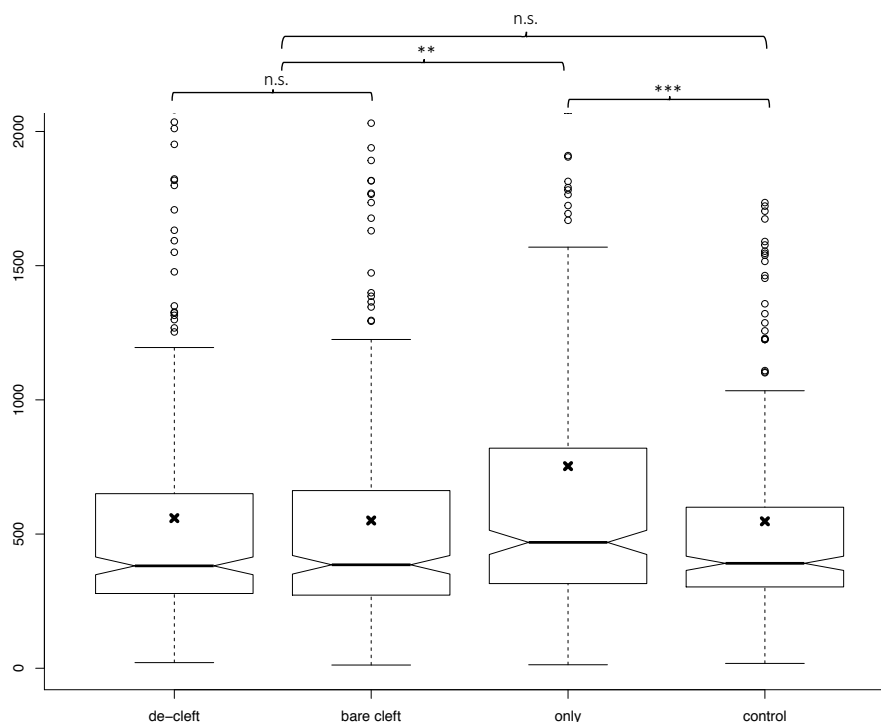 n.s.
**
n.s.
***
2000
1500
1000
500
0
de−cleft bare cleft only control